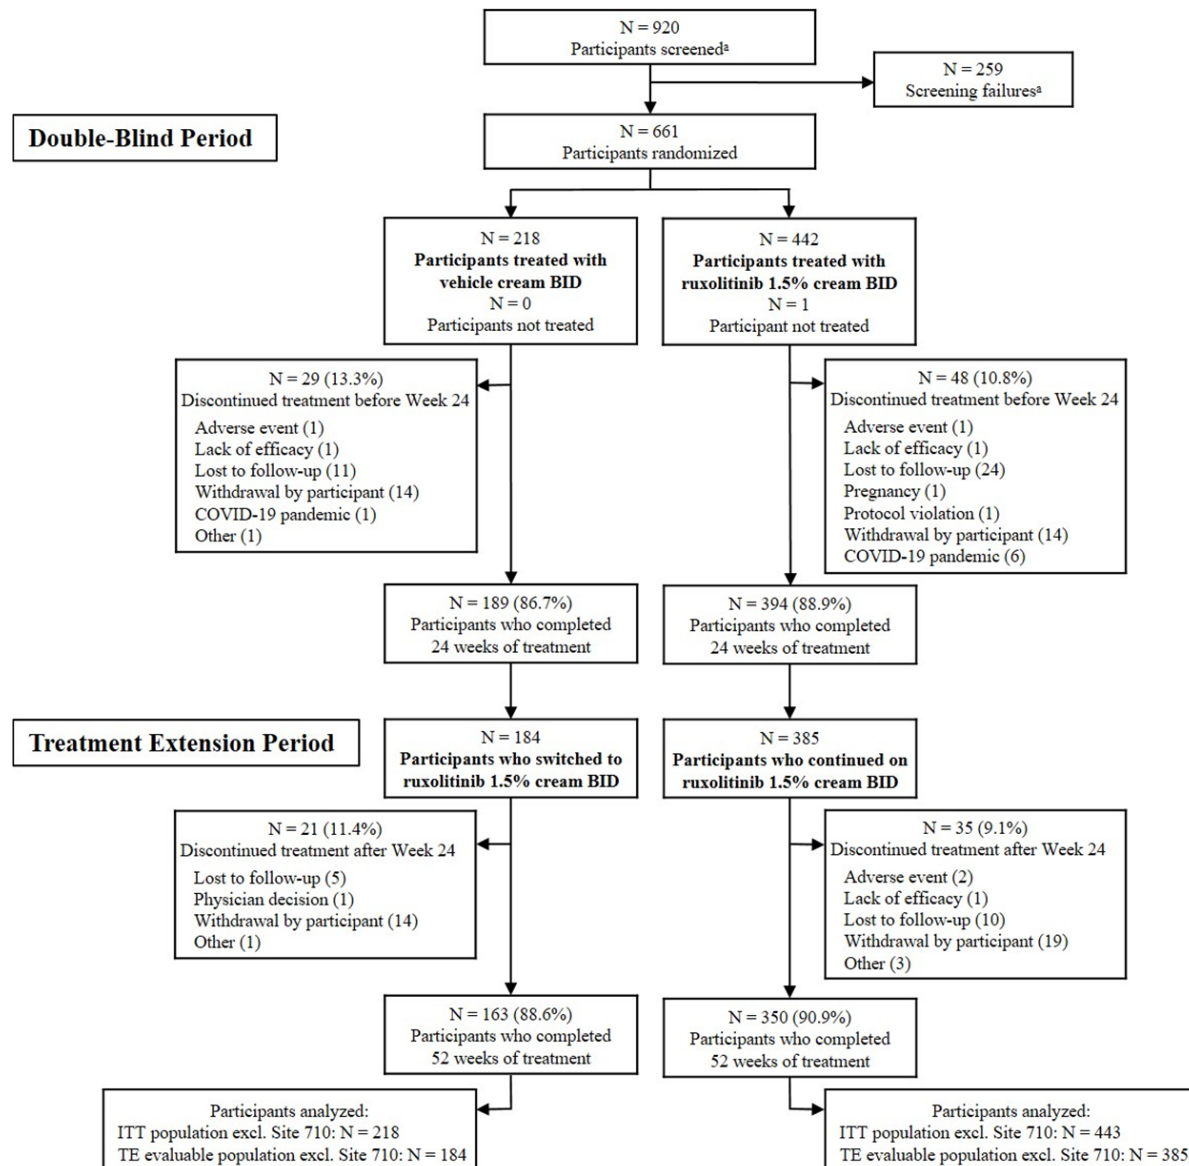 N = 920
Participants screenedᵃ
N = 259
Screening failuresᵃ
Double-Blind Period
N = 661
Participants randomized
N = 218
Participants treated with
vehicle cream BID
N = 0
Participants not treated
N = 442
Participants treated with
ruxolitinib 1.5% cream BID
N = 1
Participant not treated
N = 29 (13.3%)
Discontinued treatment before Week 24
Adverse event (1)
Lack of efficacy (1)
Lost to follow-up (11)
Withdrawal by participant (14)
COVID-19 pandemic (1)
Other (1)
N = 48 (10.8%)
Discontinued treatment before Week 24
Adverse event (1)
Lack of efficacy (1)
Lost to follow-up (24)
Pregnancy (1)
Protocol violation (1)
Withdrawal by participant (14)
COVID-19 pandemic (6)
N = 189 (86.7%)
Participants who completed
24 weeks of treatment
N = 394 (88.9%)
Participants who completed
24 weeks of treatment
Treatment Extension Period
N = 184
Participants who switched to
ruxolitinib 1.5% cream BID
N = 385
Participants who continued on
ruxolitinib 1.5% cream BID
N = 21 (11.4%)
Discontinued treatment after Week 24
Lost to follow-up (5)
Physician decision (1)
Withdrawal by participant (14)
Other (1)
N = 35 (9.1%)
Discontinued treatment after Week 24
Adverse event (2)
Lack of efficacy (1)
Lost to follow-up (10)
Withdrawal by participant (19)
Other (3)
N = 163 (88.6%)
Participants who completed
52 weeks of treatment
N = 350 (90.9%)
Participants who completed
52 weeks of treatment
Participants analyzed:
ITT population excl. Site 710: N = 218
TE evaluable population excl. Site 710: N = 184
Participants analyzed:
ITT population excl. Site 710: N = 443
TE evaluable population excl. Site 710: N = 385